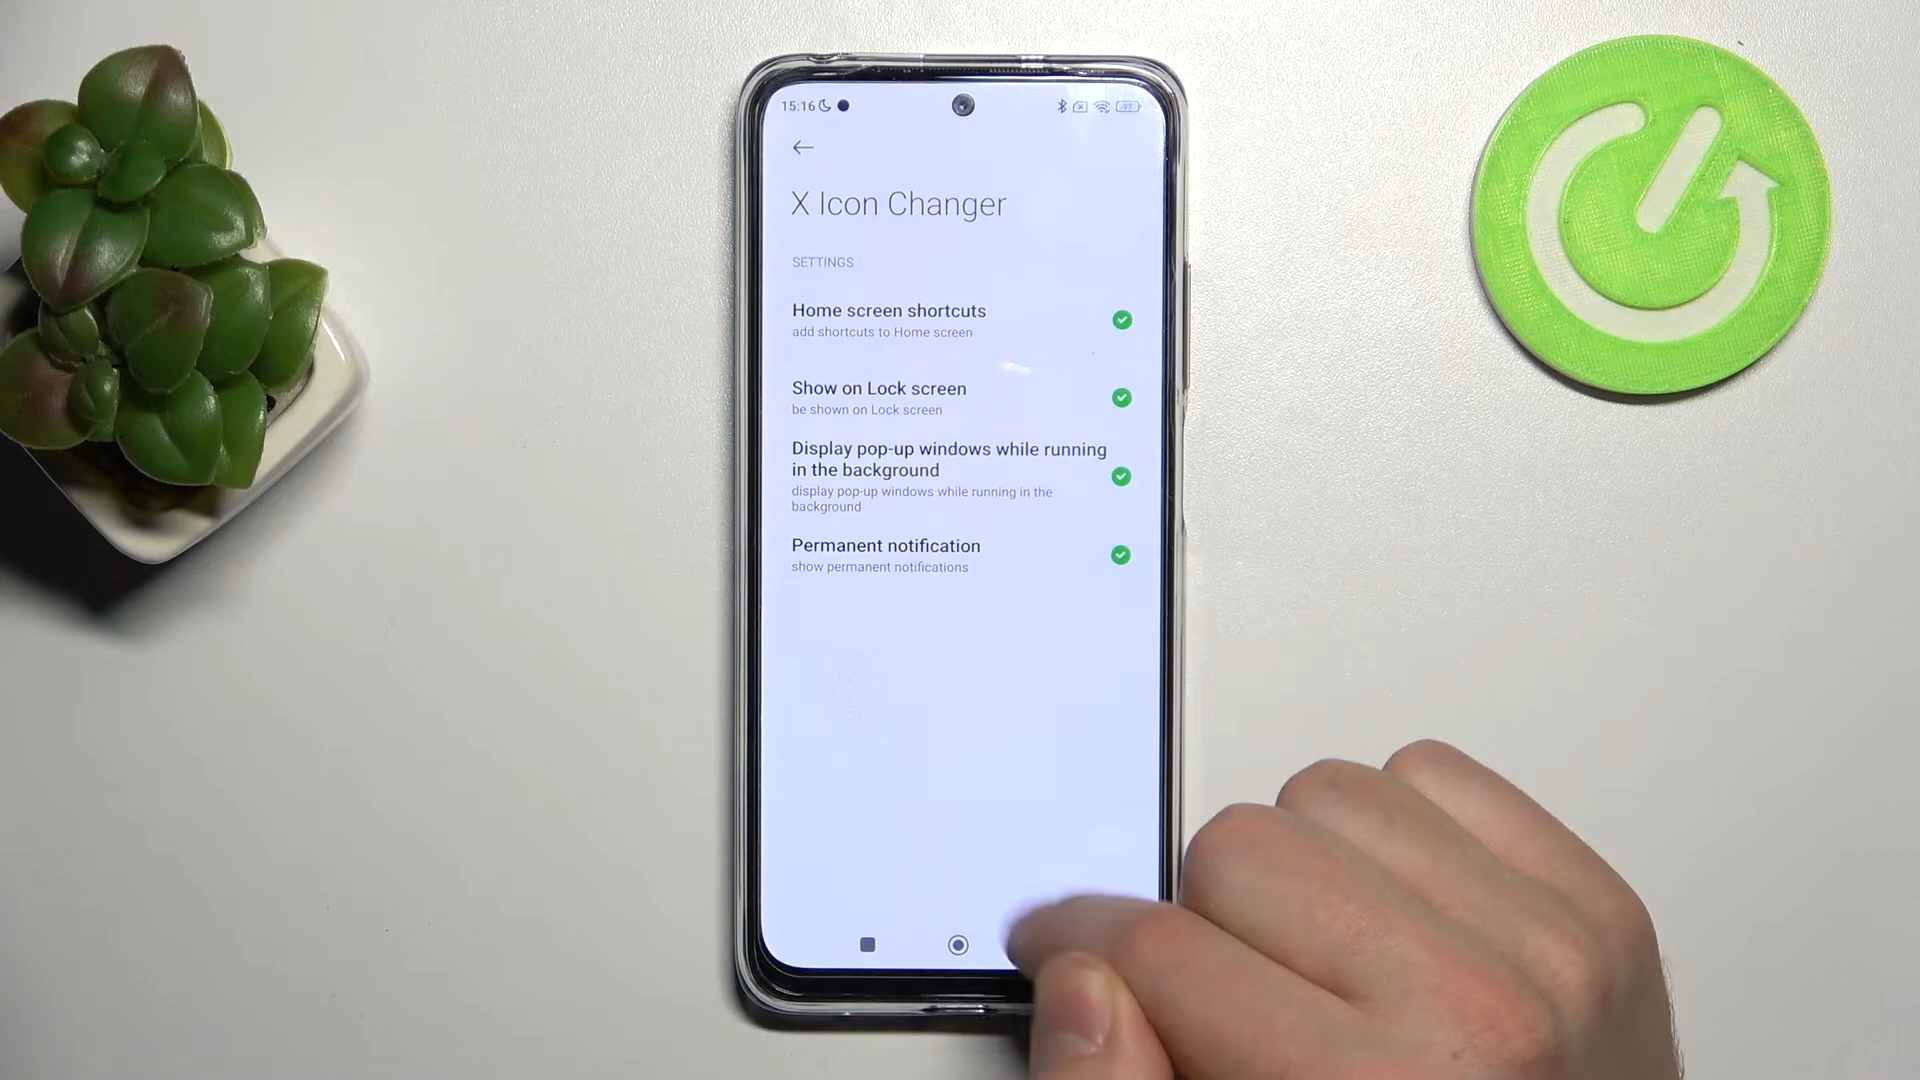 15:16
97
X Icon Changer
SETTINGS
Home screen shortcuts
add shortcuts to Home screen
Show on Lock screen
be shown on Lock screen
Display pop-up windows while running
in the background
display pop-up windows while running in the
background
Permanent notification
show permanent notifications